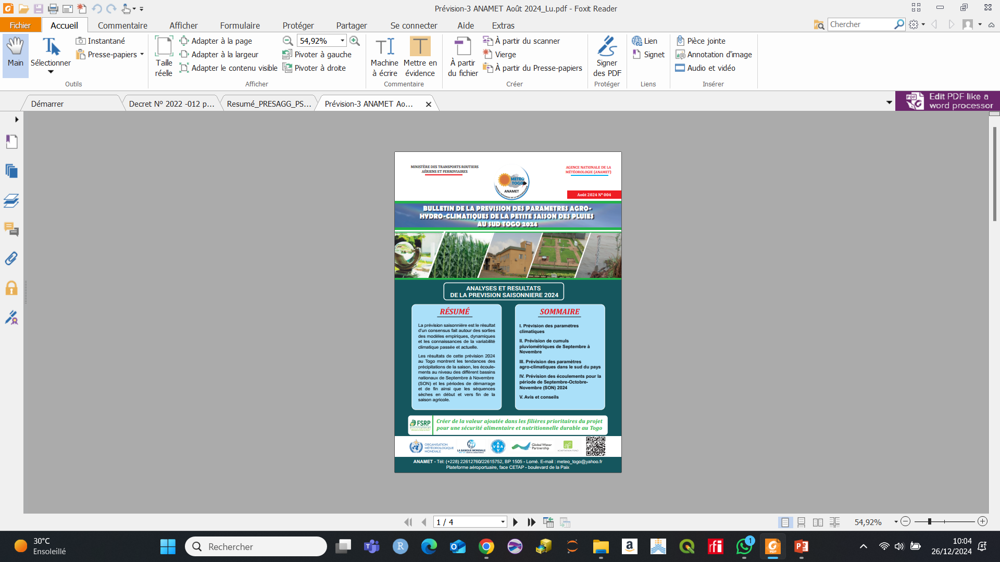 Prévision-3 ANAMET Août 2024_Lu.pdf - Foxit Reader
Fichier
Accueil
Commentaire
Afficher
Formulaire
Protéger
Partager
Se connecter
Aide
Extras
Chercher
Main
Sélectionner
Instantané
Presse-papiers
Outils
Taille
réelle
Adapter à la page
Adapter à la largeur
Adapter le contenu visible
54,92%
Pivoter à gauche
Pivoter à droite
Afficher
Machine
à écrire
Mettre en
évidence
Commentaire
À partir
du fichier
À partir du scanner
Vierge
À partir du Presse-papiers
Créer
Signer
des PDF
Protéger
Lien
Signet
Liens
Pièce jointe
Annotation d'image
Audio et vidéo
Insérer
Démarrer
Decret N° 2022 -012 p...
Resumé_PRESAGG_PS...
Prévision-3 ANAMET Ao...
Edit PDF like a
word processor
MINISTÈRE DES TRANSPORTS ROUTIERS
AÉRIENS ET FERROVIAIRES
METEO
TOGO
ANAMET
AGENCE NATIONALE DE LA
MÉTÉOROLOGIE (ANAMET)
Août 2024 N° 004
BULLETIN DE LA PREVISION DES PARAMETRES AGRO-
HYDRO-CLIMATIQUES DE LA PETITE SAISON DES PLUIES
AU SUD TOGO 2024
ANALYSES ET RESULTATS
DE LA PREVISION SAISONNIERE 2024
RÉSUMÉ
La prévision saisonnière est le résultat
d'un consensus fait autour des sorties
des modèles empiriques, dynamiques
et les connaissances de la variabilité
climatique passée et actuelle.
Les résultats de cette prévision 2024
au Togo montrent les tendances des
précipitations de la saison, les écoule-
ments au niveau des différent bassins
nationaux de Septembre à Novembre
(SON) et les périodes de démarrage
et de fin ainsi que les séquences
sèches en début et vers fin de la
saison agricole.
SOMMAIRE
I. Prévision des paramètres
climatiques
II. Prévision de cumuls
pluviométriques de Septembre à
Novembre
III. Prévision des paramètres
agro-climatiques dans le sud du pays
IV. Prévision des écoulements pour la
période de Septembre-Octobre-
Novembre (SON) 2024
V. Avis et conseils
FSRP
Créer de la valeur ajoutée dans les filières prioritaires du projet
pour une sécurité alimentaire et nutritionnelle durable au Togo
ORGANISATION
MÉTÉOROLOGIQUE
MONDIALE
LA BANQUE MONDIALE
Global Water
Partnership
ADAPTATION FUND
ANAMET - Tél: (+228) 22612760/22615752, BP 1505 - Lomé. E-mail : meteo_togo@yahoo.fr
Plateforme aéroportuaire, face CETAP - boulevard de la Paix
1 / 4
54,92%
30°C
Ensoleillé
Rechercher
rfi
1
10:04
26/12/2024